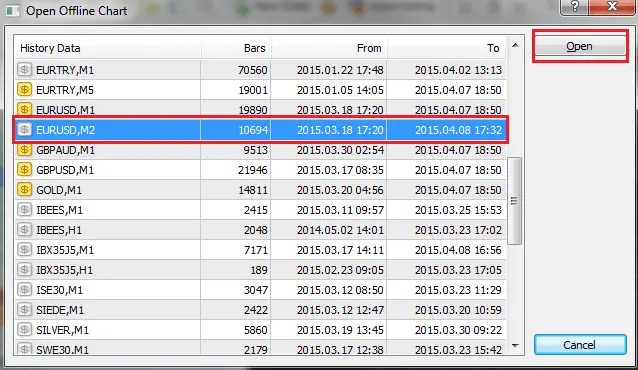 Open Offline Chart
?
History Data Bars From To
Open
EURTRY,M1 70560 2015.01.22 17:48 2015.04.02 13:13
EURTRY,M5 19001 2015.01.05 14:05 2015.04.07 18:50
EURUSD,M1 19890 2015.03.18 17:20 2015.04.07 18:50
EURUSD,M2 10694 2015.03.18 17:20 2015.04.08 17:32
GBPAUD,M1 9513 2015.03.30 02:54 2015.04.07 18:50
GBPUSD,M1 21946 2015.03.17 08:35 2015.04.07 18:50
GOLD,M1 14811 2015.03.20 04:56 2015.04.07 18:50
IBEES,M1 2415 2015.03.11 09:57 2015.03.25 15:53
IBEES,H1 2048 2014.05.02 14:01 2015.03.23 17:02
IBX35J5,M1 7171 2015.03.17 14:11 2015.04.08 16:56
IBX35J5,H1 189 2015.02.23 09:05 2015.03.23 17:05
ISE30,M1 3047 2015.03.12 08:50 2015.03.23 11:29
SIEDE,M1 2422 2015.03.12 12:47 2015.03.20 10:59
SILVER,M1 5860 2015.03.19 13:45 2015.03.30 09:22
SWE30,M1 2179 2015.03.17 12:38 2015.03.23 15:42
Cancel